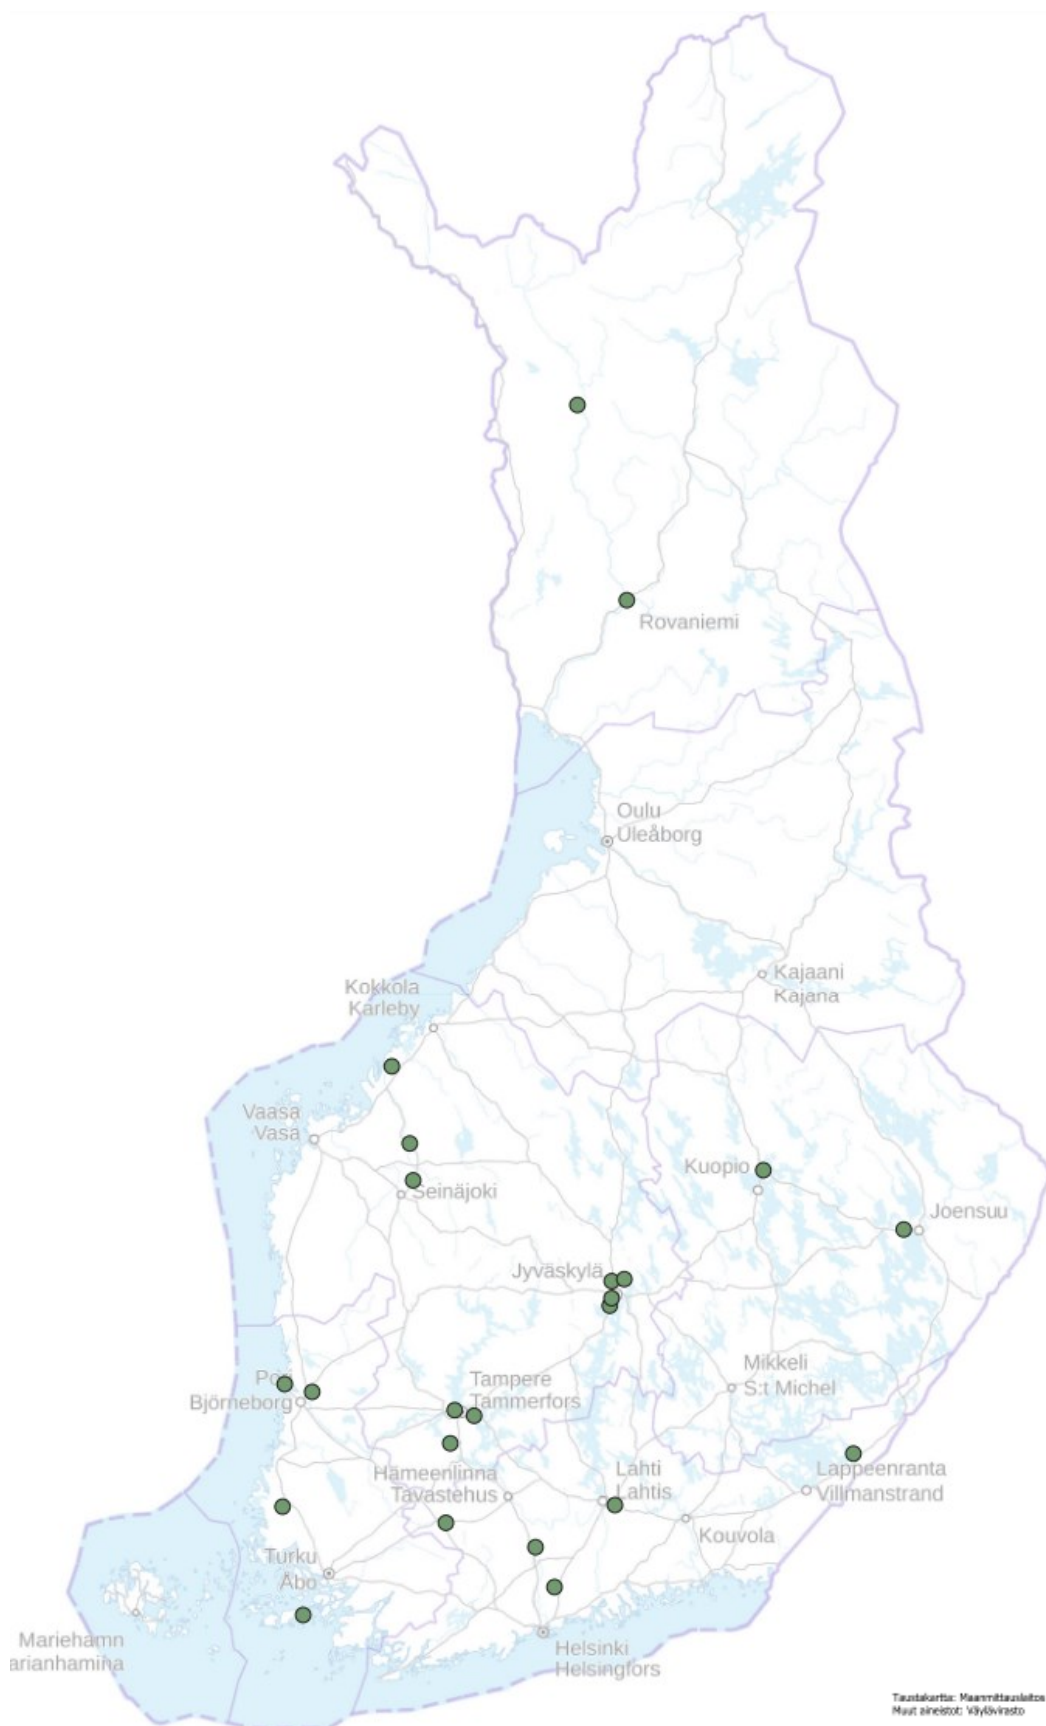 Rovaniemi
Oulu
Uleåborg
Kajaani
Kajana
Kokkola
Karleby
Vaasa
Vasa
Seinäjoki
Kuopio
Joensuu
Jyväskylä
Mikkeli
S:t Michel
Pori
Björneborg
Tampere
Tammerfors
Hämeenlinna
Tavastehus
Lahti
Lahtis
Lappeenranta
Villmanstrand
Kouvola
Turku
Åbo
Mariehamn
arianhamina
Helsinki
Helsingfors
Taustakartta: Maanmittauslaitos
Muut aineistot: Väylävirasto